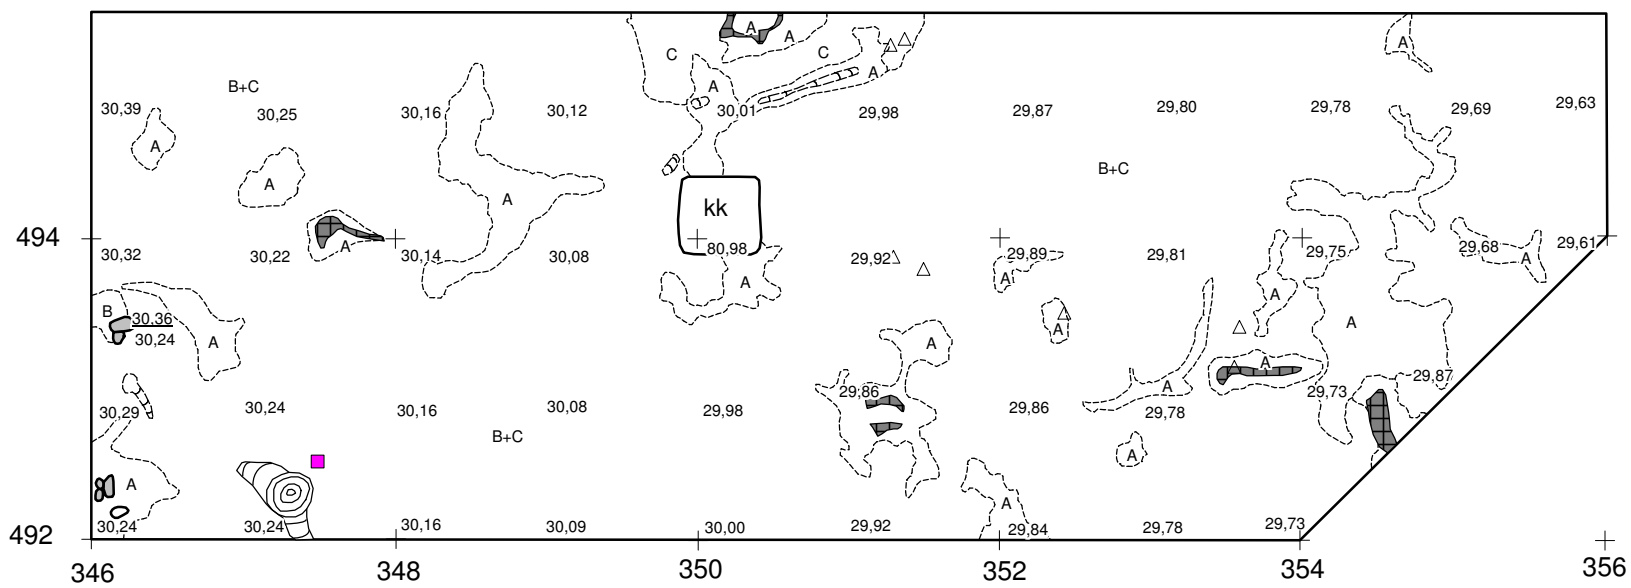 A A
C C
A A
B+C A
30,39 30,25 30,16 30,12 30,01 29,98 29,87 29,80 29,78 29,69 29,63
A
B+C
A
A
kk
494
A 80,98
30,32 30,22 30,14 30,08 29,92 29,89 29,81 29,75 29,68 29,61
A
A A
A
B 30,36
30,24 A A A A
A
A
30,29 30,24 30,16 30,08 29,98 29,86 29,86 29,78 29,73 29,87
A
B+C
A
A
A
30,24 30,24 30,16 30,09 30,00 29,92 29,84 29,78 29,73
492
346 348 350 352 354 356